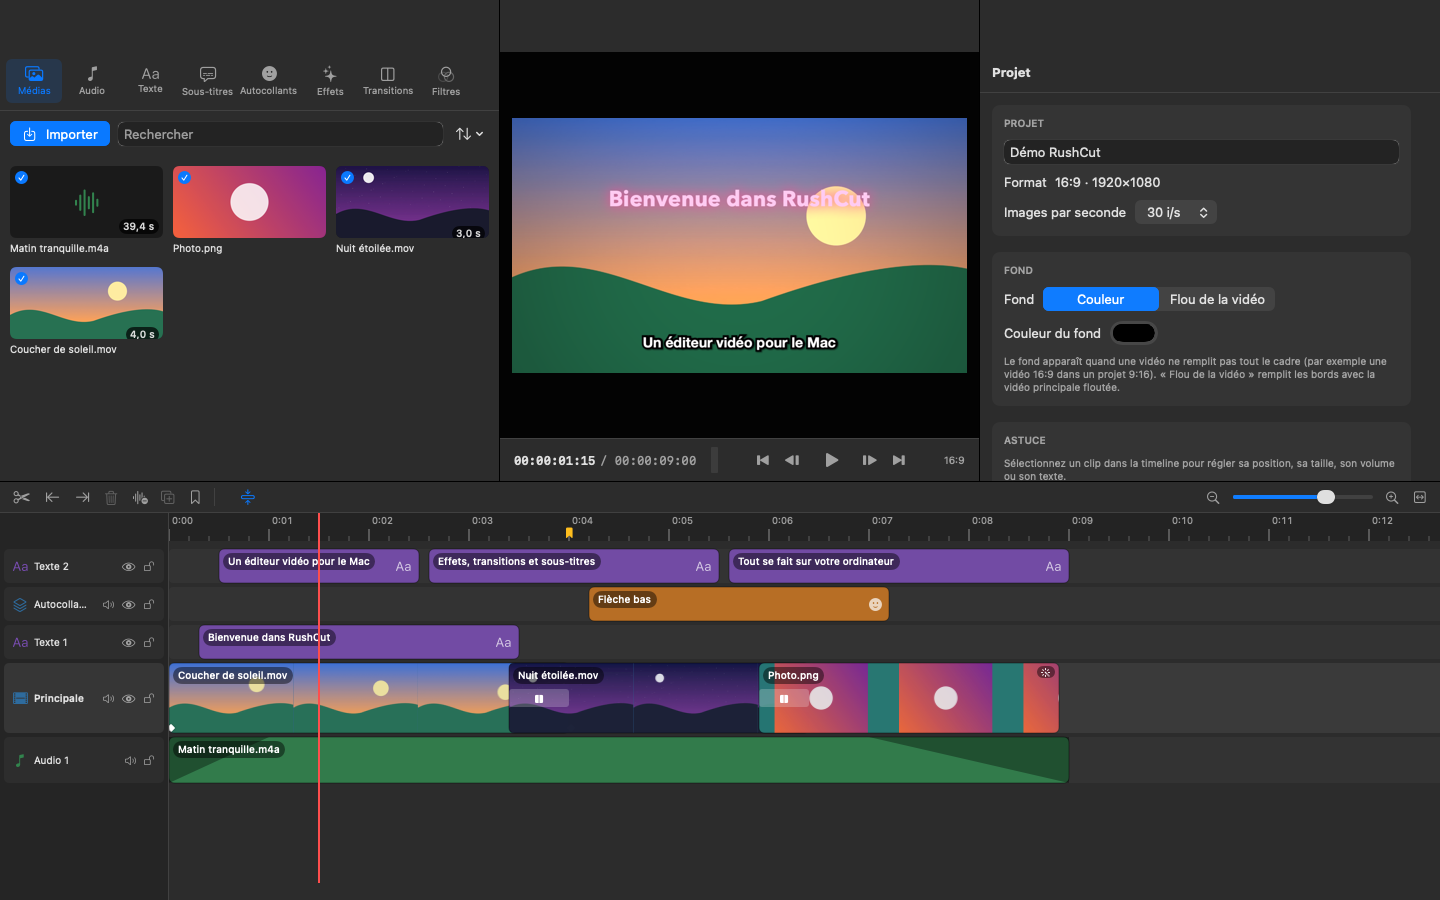 Médias
Audio
Aa
Texte
Sous-titres
Autocollants
Effets
Transitions
Filtres
Importer
Rechercher
39,4 s
Matin tranquille.m4a
Photo.png
3,0 s
Nuit étoilée.mov
4,0 s
Coucher de soleil.mov
Bienvenue dans RushCut
Un éditeur vidéo pour le Mac
00:00:01:15 / 00:00:09:00
16:9
Projet
PROJET
Démo RushCut
Format 16:9 · 1920×1080
Images par seconde 30 i/s
FOND
Fond Couleur Flou de la vidéo
Couleur du fond
Le fond apparaît quand une vidéo ne remplit pas tout le cadre (par exemple une
vidéo 16:9 dans un projet 9:16). « Flou de la vidéo » remplit les bords avec la
vidéo principale floutée.
ASTUCE
Sélectionnez un clip dans la timeline pour régler sa position, sa taille, son volume
ou son texte.
0:00 0:01 0:02 0:03 0:04 0:05 0:06 0:07 0:08 0:09 0:10 0:11 0:12
Aa Texte 2
Un éditeur vidéo pour le Mac Aa
Effets, transitions et sous-titres Aa
Tout se fait sur votre ordinateur Aa
Autocolla...
Flèche bas
Aa Texte 1
Bienvenue dans RushCut Aa
Principale
Coucher de soleil.mov
Nuit étoilée.mov
Photo.png
Audio 1
Matin tranquille.m4a